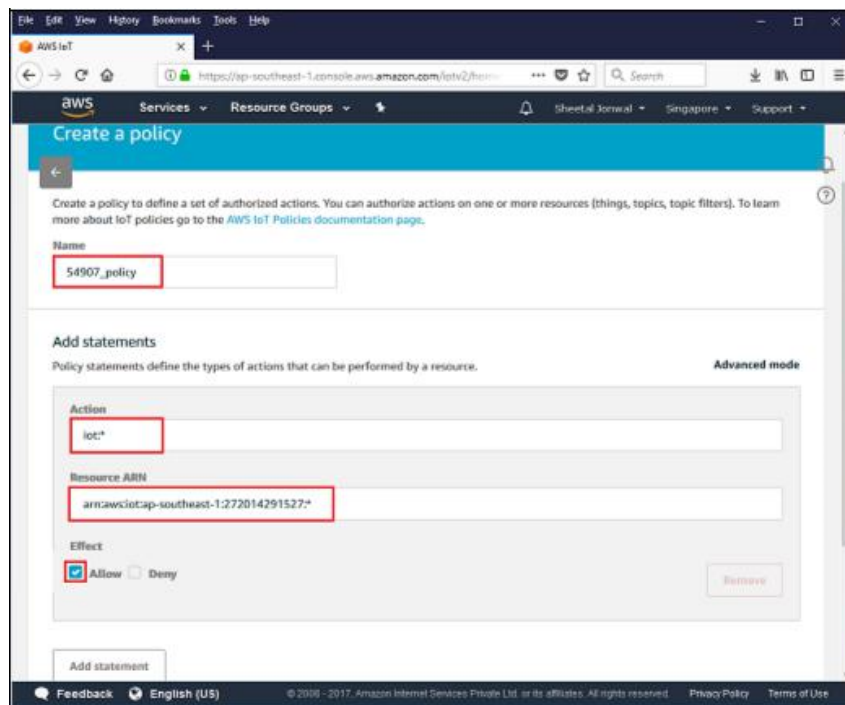 File Edit View History Bookmarks Tools Help
AWS IoT
https://ap-southeast-1.console.aws.amazon.com/iotv2/home
Search
aws Services Resource Groups Sheetal Jorwal Singapore Support
Create a policy
Create a policy to define a set of authorized actions. You can authorize actions on one or more resources (things, topics, topic filters). To learn
more about IoT policies go to the AWS IoT Policies documentation page.
Name
54907_policy
Add statements
Policy statements define the types of actions that can be performed by a resource.
Advanced mode
Action
iot:*
Resource ARN
arn:aws:iot:ap-southeast-1:272014291527:*
Effect
Allow Deny
Remove
Add statement
Feedback English (US) © 2008 - 2017, Amazon Internet Services Private Ltd. or its affiliates. All rights reserved. Privacy Policy Terms of Use